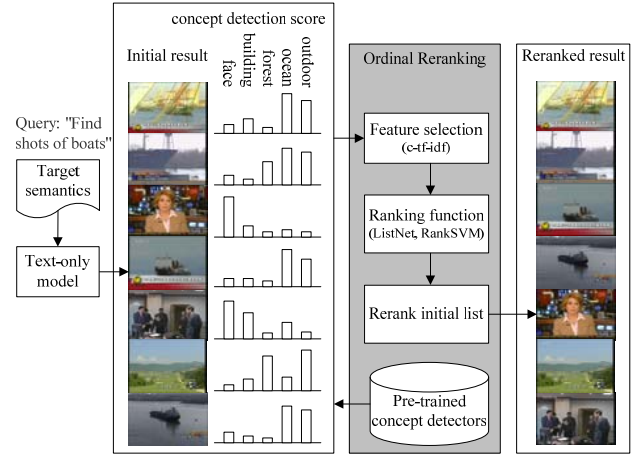 concept detection score
Initial result
face
building
forest
ocean
outdoor
Query: "Find
shots of boats"
Target
semantics
Text-only
model
Ordinal Reranking
Feature selection
(c-tf-idf)
Ranking function
(ListNet, RankSVM)
Rerank initial list
Pre-trained
concept detectors
Reranked result